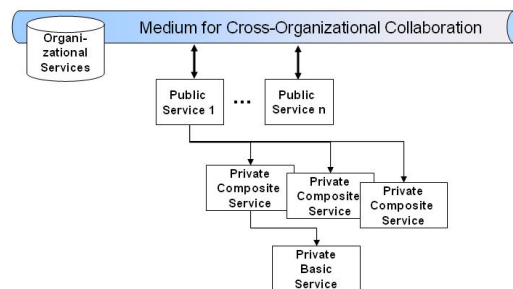 Medium for Cross-Organizational Collaboration
Organi-
zational
Services
Public
Service 1
...
Public
Service n
Private
Composite
Service
Private
Composite
Service
Private
Composite
Service
Private
Basic
Service